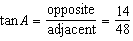 tan A = opposite/adjacent = 14/48